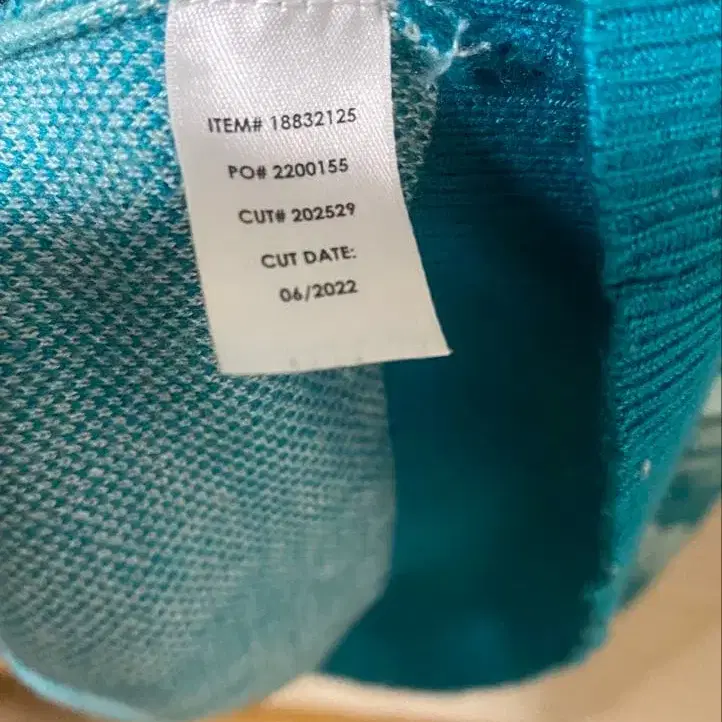 ITEM# 18832125
PO# 2200155
CUT# 202529
CUT DATE:
06/2022